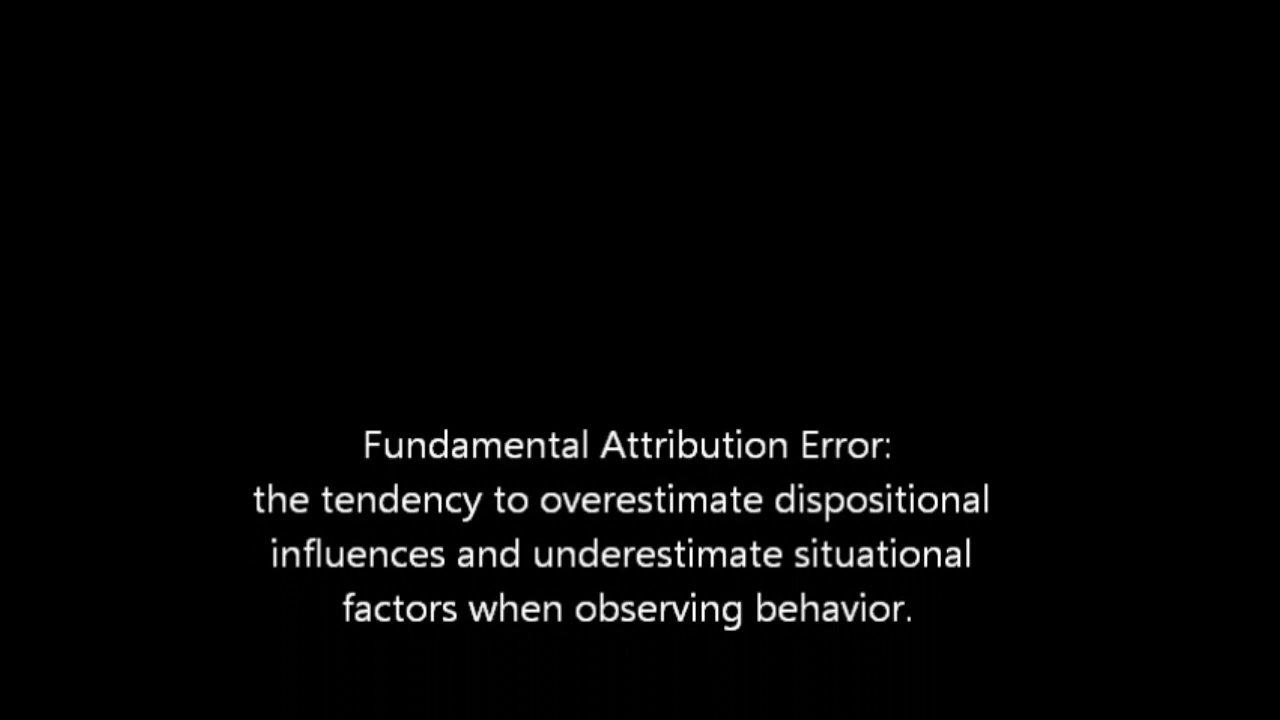 Fundamental Attribution Error:
the tendency to overestimate dispositional
influences and underestimate situational
factors when observing behavior.